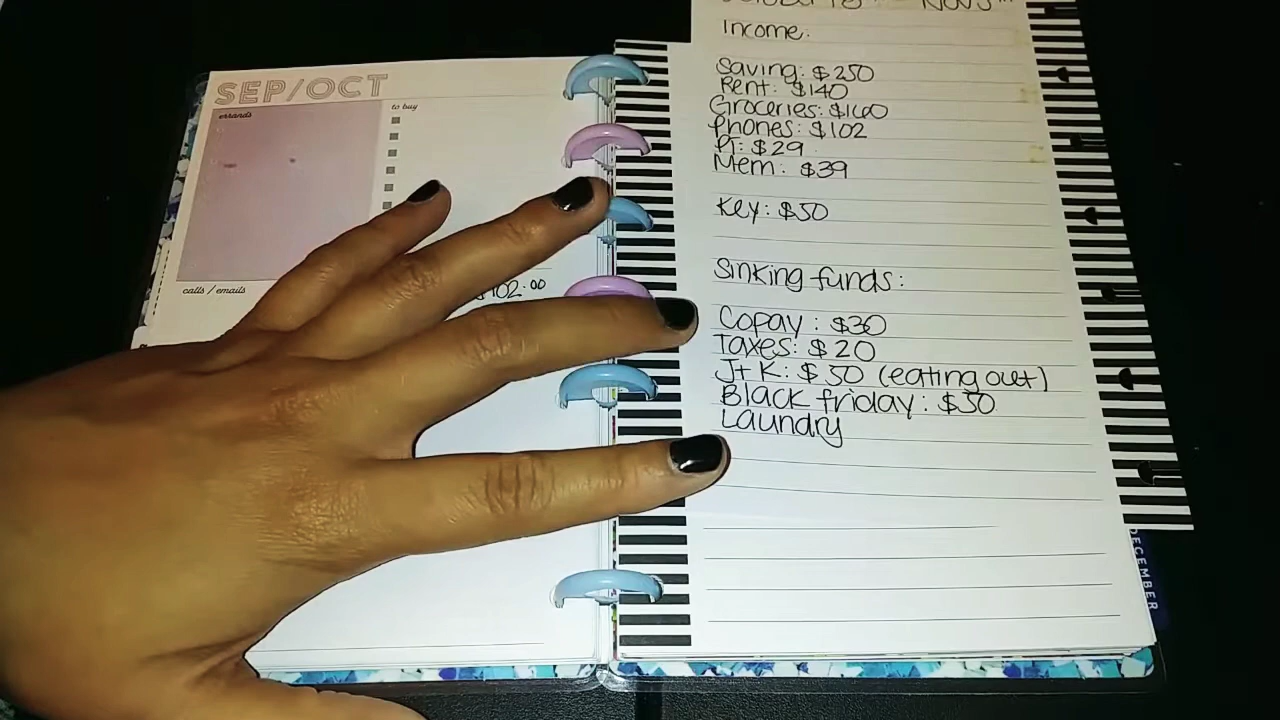 SEP/OCT
errands
to buy
calls / emails
$102.00
Income:
Saving: $250
Rent: $140
Groceries: $160
Phones: $102
PT: $29
Mem: $39
Key: $50
Sinking funds:
Copay: $30
Taxes: $20
J+K: $50 (eating out)
Black friday: $50
Laundry
DECEMBER